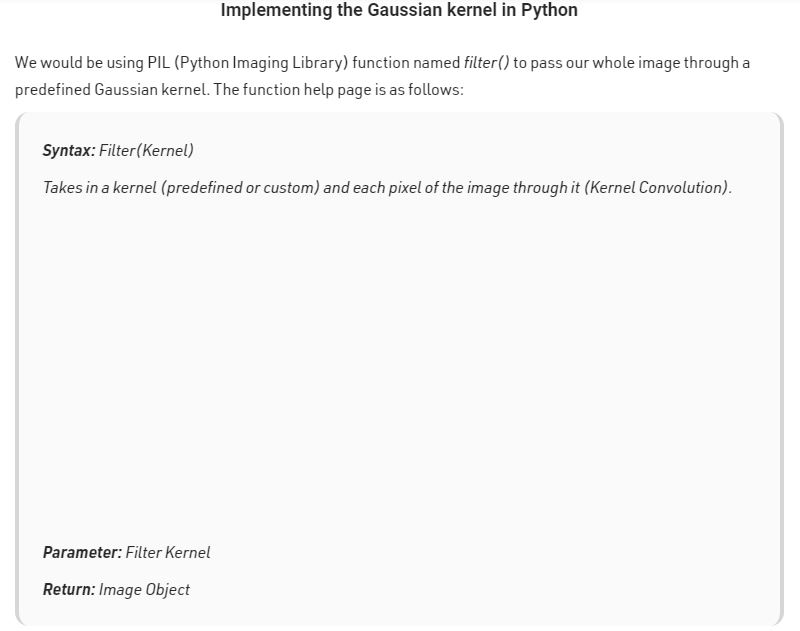 Implementing the Gaussian kernel in Python
We would be using PIL (Python Imaging Library) function named filter() to pass our whole image through a
predefined Gaussian kernel. The function help page is as follows:
Syntax: Filter(Kernel)
Takes in a kernel (predefined or custom) and each pixel of the image through it (Kernel Convolution).
Parameter: Filter Kernel
Return: Image Object